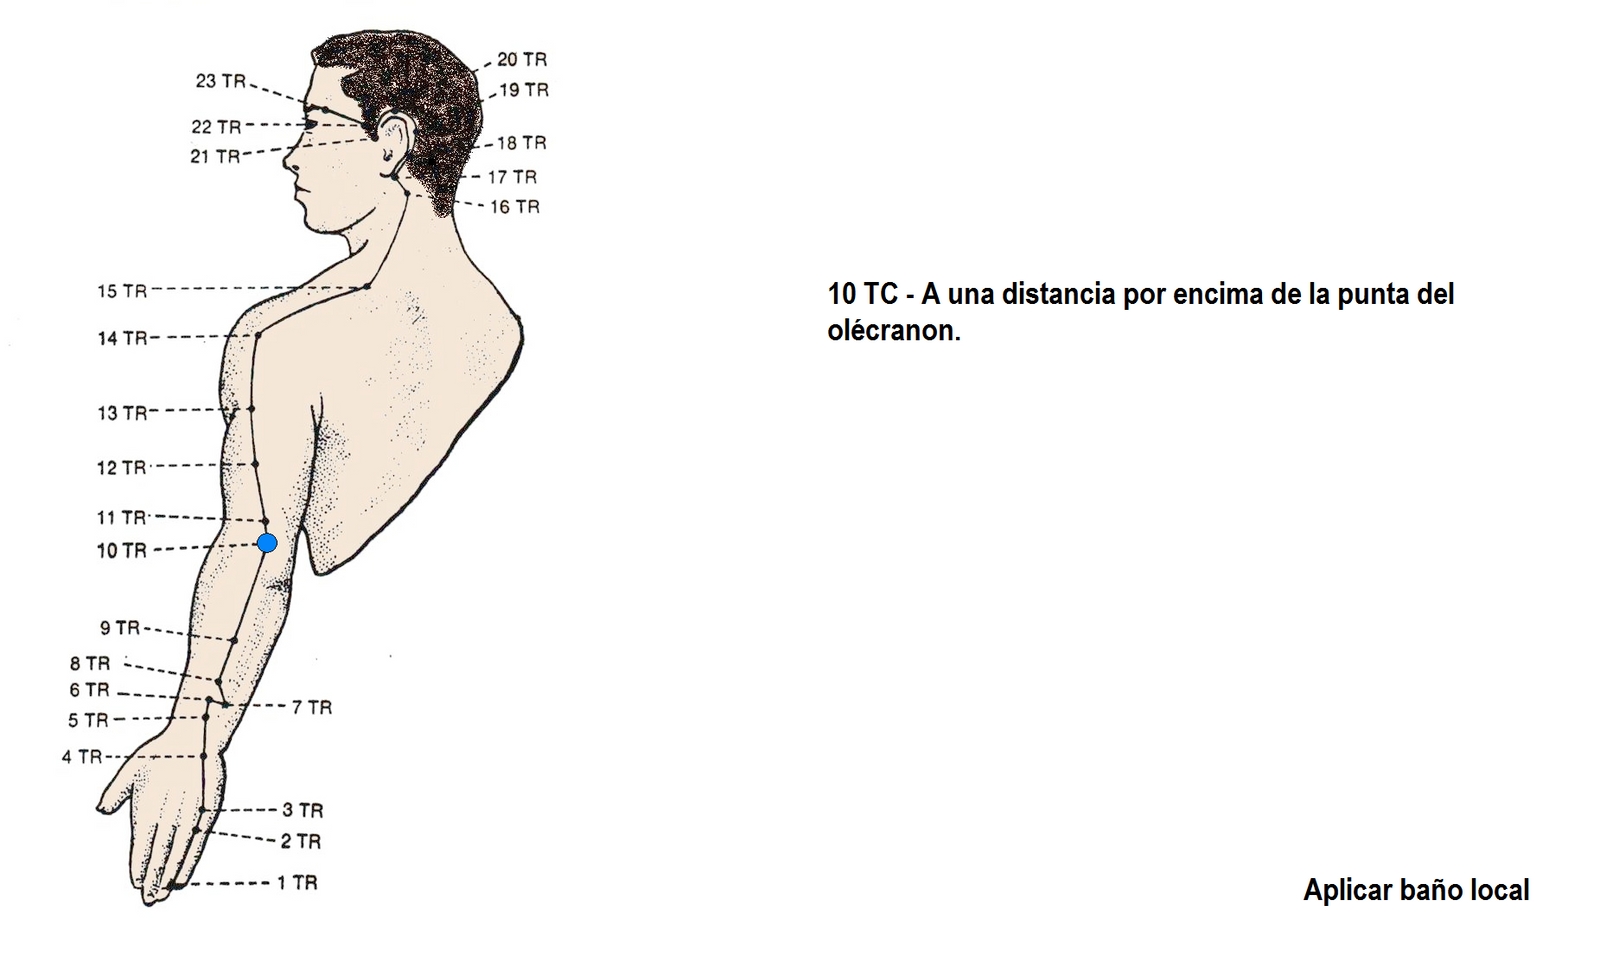 20 TR
23 TR
19 TR
22 TR
18 TR
21 TR
17 TR
16 TR
15 TR
14 TR
13 TR
12 TR
11 TR
10 TR
9 TR
8 TR
6 TR
7 TR
5 TR
4 TR
3 TR
2 TR
1 TR
10 TC - A una distancia por encima de la punta del
olécranon.
Aplicar baño local